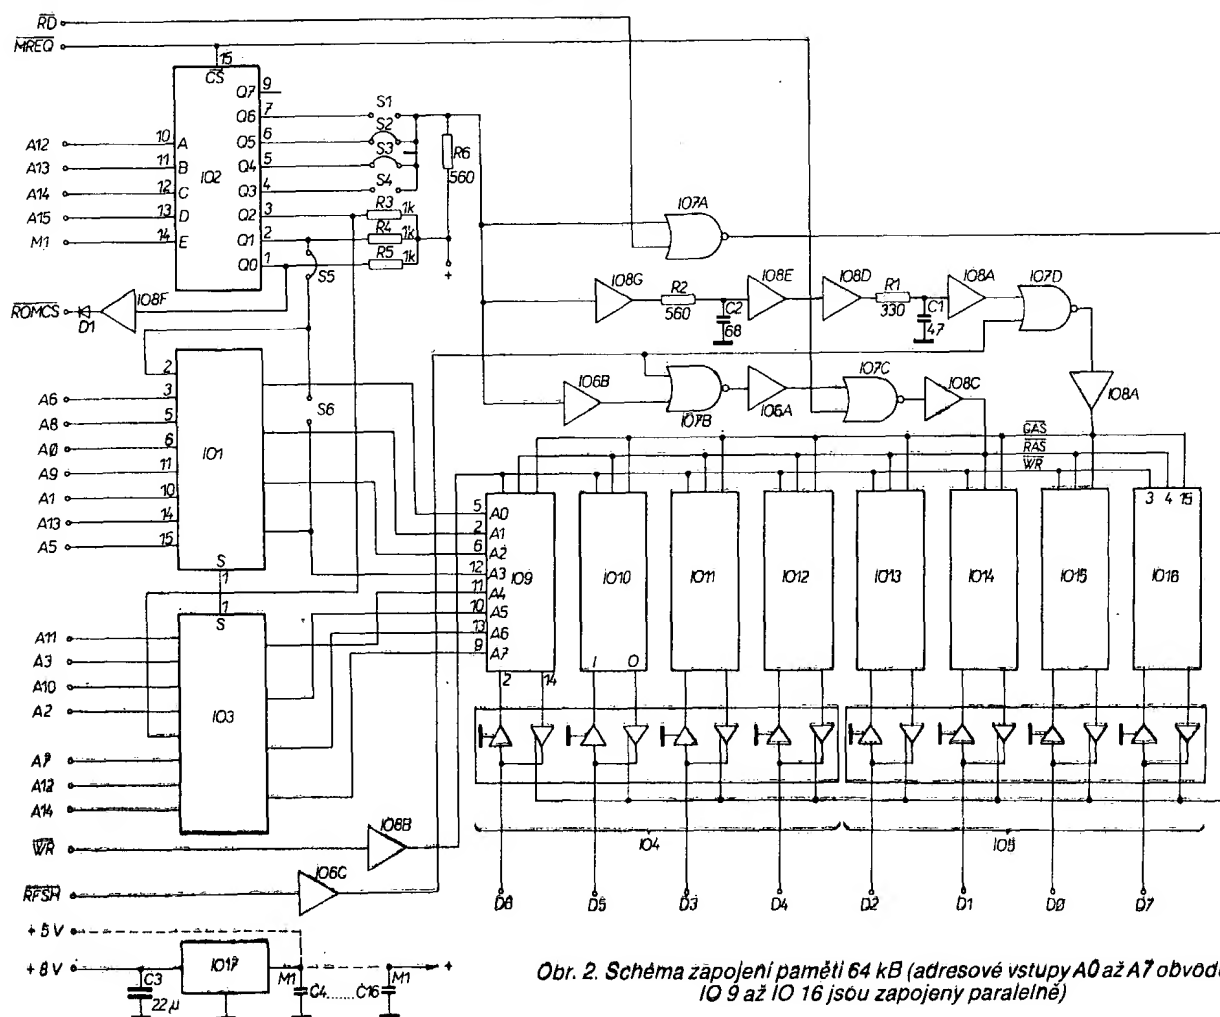 RD
MREQ
15
CS
Q7 9
Q6 7
Q5 6
Q4 5
Q3 4
Q2 3
Q1 2
Q0 1
A12 10 A
A13 11 B
A14 12 C
A15 13 D
M1 14 E
IO2
S1
S2
S3
S4
R6
560
R3 1k
R4 1k
R5 1k
+
S5
ROMCS
D1
IO8F
IO7A
IO8G
R2
560
C2
68
IO8E
IO8D
R1
330
C1
47
IO8A
IO7D
IO6B
IO7B
IO6A
IO7C
IO8C
IO8A
2
A6 3
A8 5
A0 6
A9 11
A1 10
A13 14
A5 15
IO1
S
1
S6
CAS
RAS
WR
5 A0
2 A1
6 A2
12 A3
11 A4
10 A5
13 A6
9 A7
IO9
IO10
IO11
IO12
IO13
IO14
IO15
IO16
3 4 15
2 14
I O
1
S
A11
A3
A10
A2
A12
A14
IO3
WR
IO8B
RFSH
IO6C
IO4
IO5
D6
D5
D3
D4
D2
D1
D0
D7
+5V
+8V
C3
22µ
IO17
M1
C4.......C16
M1
+
Obr. 2. Schéma zapojení paměti 64 kB (adresové vstupy A0 až A7 obvodů
IO 9 až IO 16 jsou zapojeny paralelně)